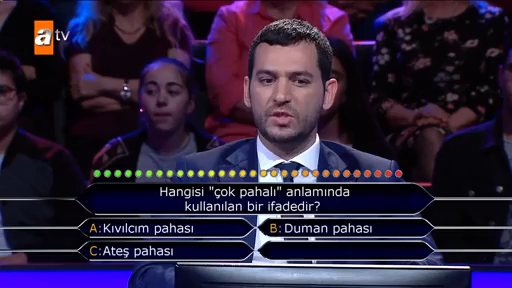 atv
Hangisi "çok pahalı" anlamında
kullanılan bir ifadedir?
A:Kıvılcım pahası
B:Duman pahası
C:Ateş pahası